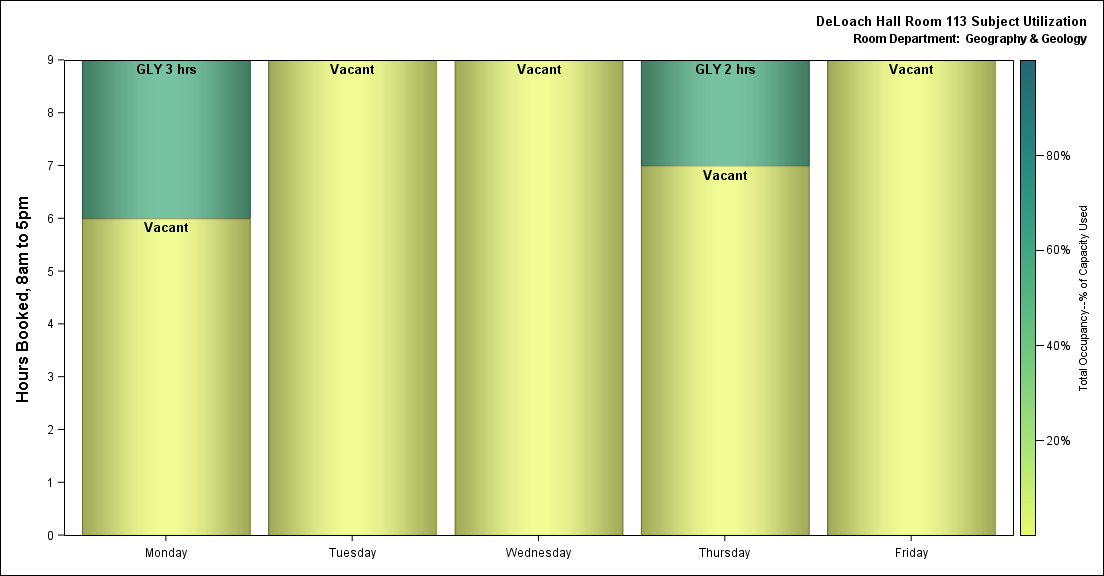 DeLoach Hall Room 113 Subject Utilization
Room Department: Geography & Geology
Hours Booked, 8am to 5pm
9
8
7
6
5
4
3
2
1
0
GLY 3 hrs
Vacant
Vacant
Vacant
GLY 2 hrs
Vacant
Vacant
Monday
Tuesday
Wednesday
Thursday
Friday
80%
60%
40%
20%
Total Occupancy--% of Capacity Used